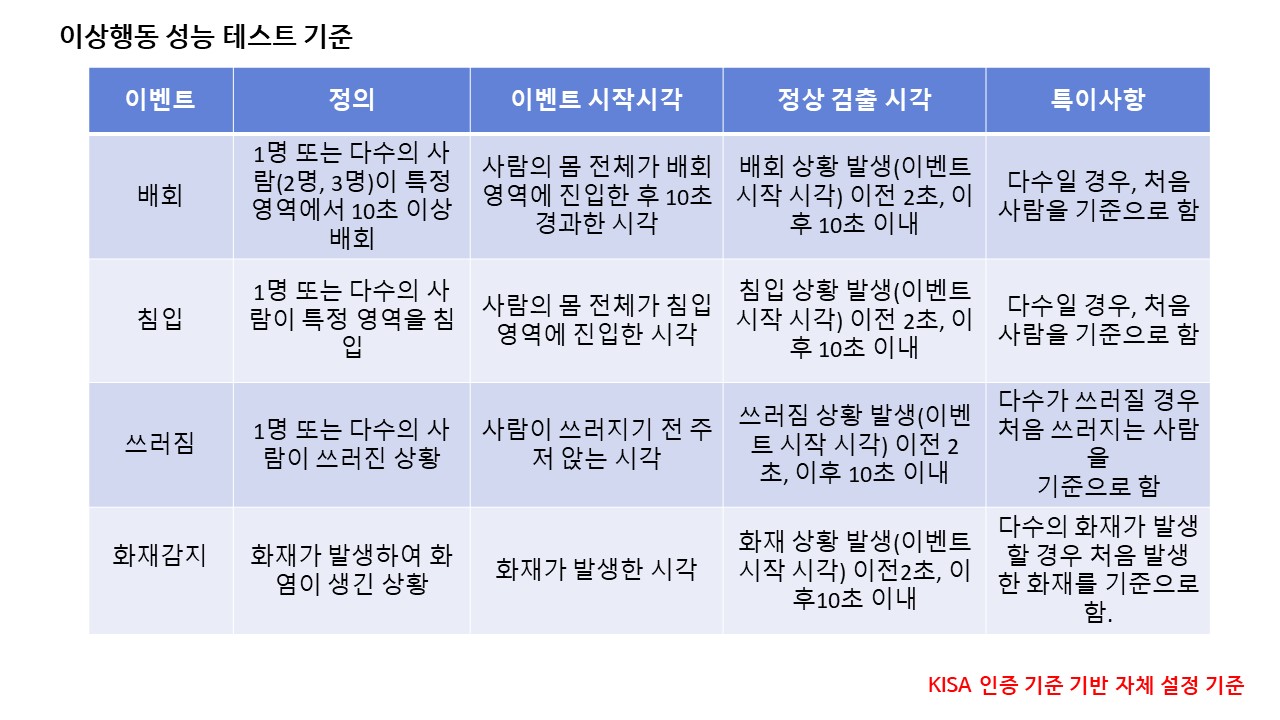 이상행동 성능 테스트 기준
이벤트
정의
이벤트 시작시각
정상 검출 시각
특이사항
배회
1명 또는 다수의 사
람(2명, 3명)이 특정
영역에서 10초 이상
배회
사람의 몸 전체가 배회
영역에 진입한 후 10초
경과한 시각
배회 상황 발생(이벤트
시작 시각) 이전 2초, 이
후 10초 이내
다수일 경우, 처음
사람을 기준으로 함
침입
1명 또는 다수의 사
람이 특정 영역을 침
입
사람의 몸 전체가 침입
영역에 진입한 시각
침입 상황 발생(이벤트
시작 시각) 이전 2초, 이
후 10초 이내
다수일 경우, 처음
사람을 기준으로 함
쓰러짐
1명 또는 다수의 사
람이 쓰러진 상황
사람이 쓰러지기 전 주
저 앉는 시각
쓰러짐 상황 발생(이벤
트 시작 시각) 이전 2
초, 이후 10초 이내
다수가 쓰러질 경우
처음 쓰러지는 사람
을
기준으로 함
화재감지
화재가 발생하여 화
염이 생긴 상황
화재가 발생한 시각
화재 상황 발생(이벤트
시작 시각) 이전2초, 이
후10초 이내
다수의 화재가 발생
할 경우 처음 발생
한 화재를 기준으로
함.
KISA 인증 기준 기반 자체 설정 기준